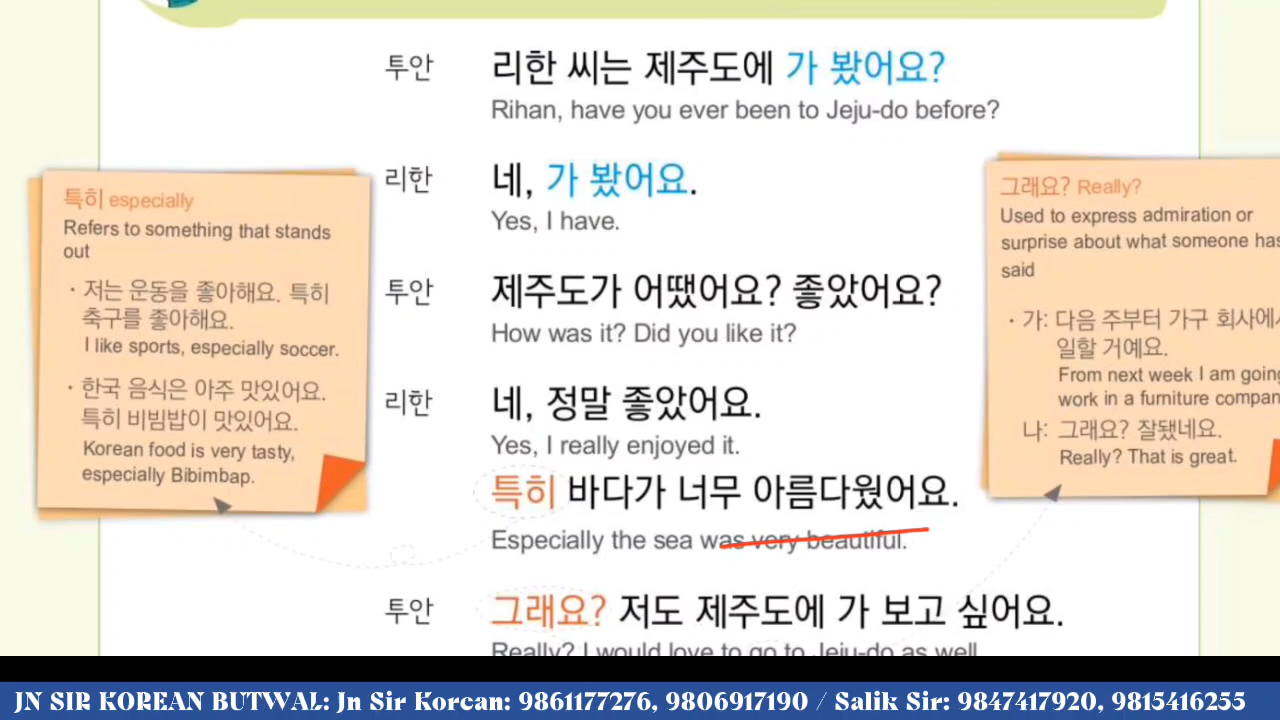 투안 리한 씨는 제주도에 가 봤어요?
Rihan, have you ever been to Jeju-do before?
리한 네, 가 봤어요.
Yes, I have.
투안 제주도가 어땠어요? 좋았어요?
How was it? Did you like it?
리한 네, 정말 좋았어요.
Yes, I really enjoyed it.
특히 바다가 너무 아름다웠어요.
Especially the sea was very beautiful.
투안 그래요? 저도 제주도에 가 보고 싶어요.
Really? I would love to go to Jeju-do as well
특히 especially
Refers to something that stands
out
· 저는 운동을 좋아해요. 특히
축구를 좋아해요.
I like sports, especially soccer.
· 한국 음식은 아주 맛있어요.
특히 비빔밥이 맛있어요.
Korean food is very tasty,
especially Bibimbap.
그래요? Really?
Used to express admiration or
surprise about what someone has
said
· 가: 다음 주부터 가구 회사에서
일할 거예요.
From next week I am going
work in a furniture compan
나: 그래요? 잘됐네요.
Really? That is great.
JN SIR KOREAN BUTWAL: Jn Sir Korean: 9861177276, 9806917190 / Salik Sir: 9847417920, 9815416255